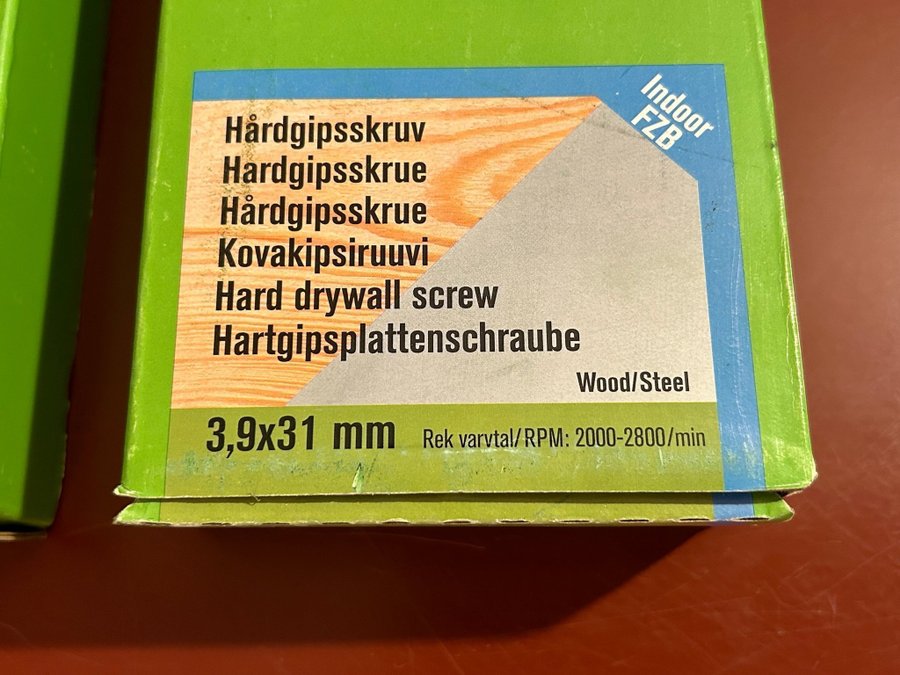 Indoor
FZB
Hårdgipsskruv
Hardgipsskrue
Hårdgipsskrue
Kovakipsiruuvi
Hard drywall screw
Hartgipsplattenschraube
Wood/Steel
3,9x31 mm Rek varvtal/RPM: 2000-2800/min